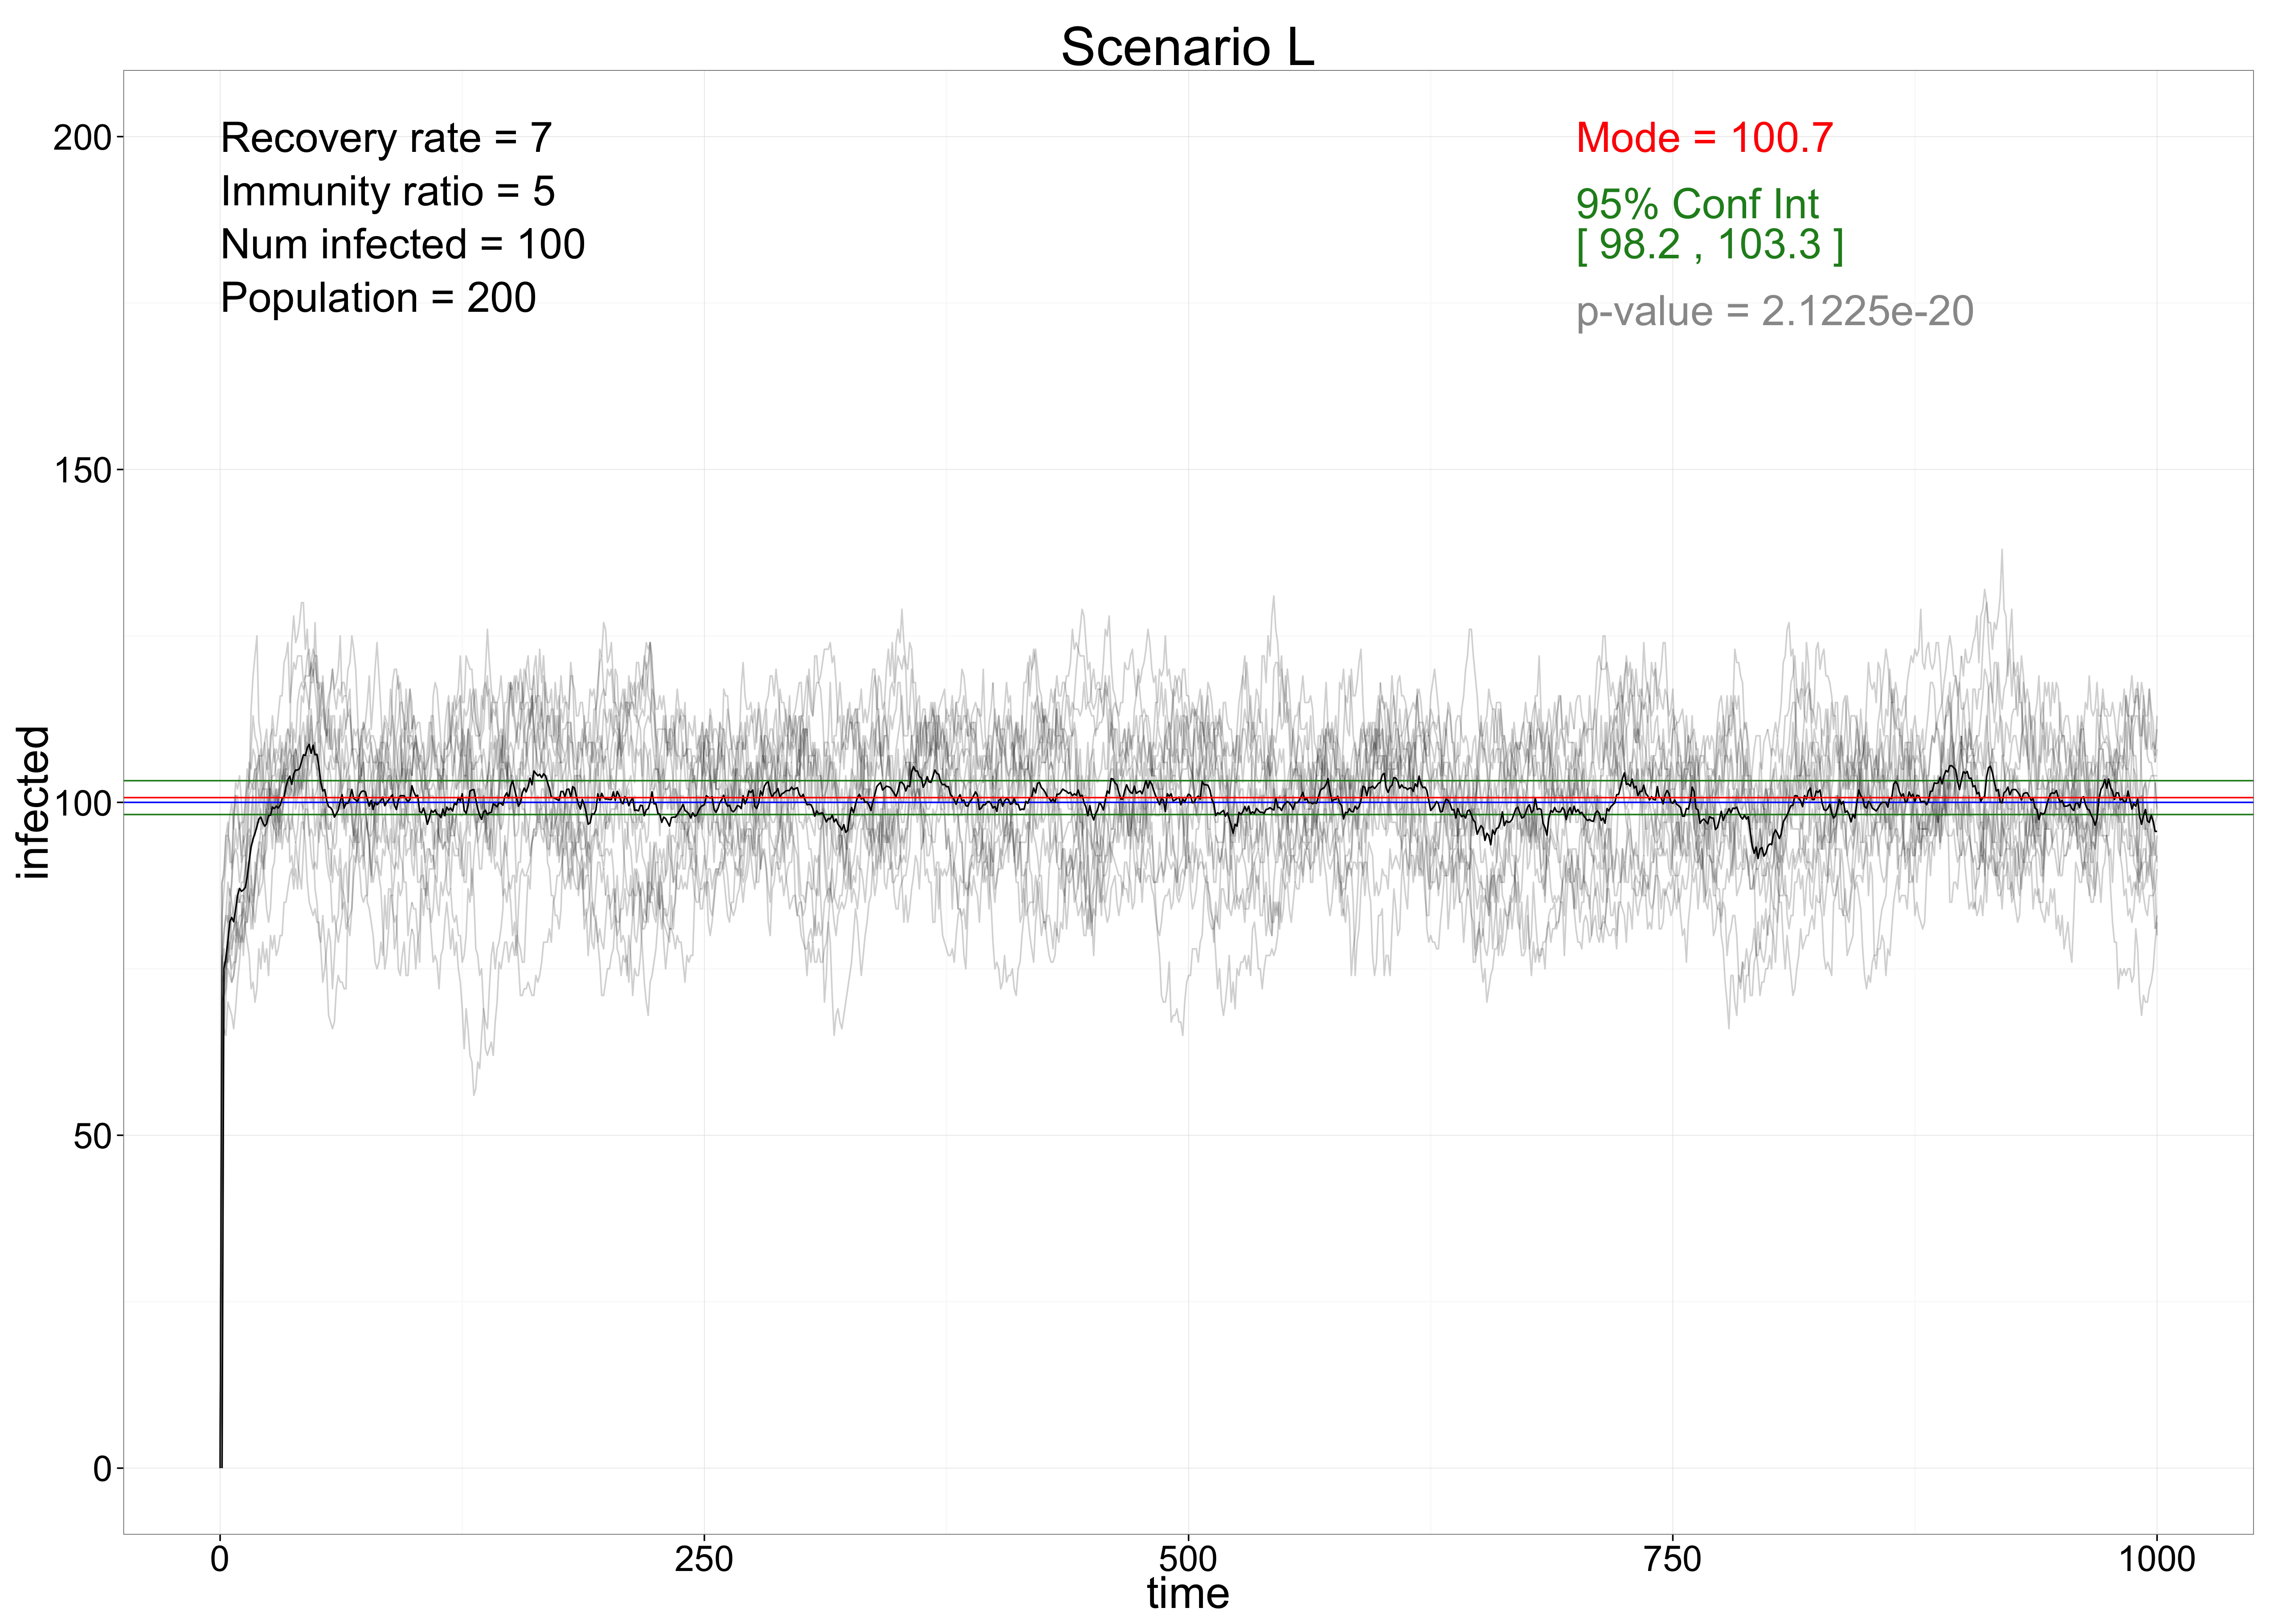 Scenario L
Recovery rate = 7
Immunity ratio = 5
Num infected = 100
Population = 200
Mode = 100.7
95% Conf Int
[ 98.2 , 103.3 ]
p-value = 2.1225e-20
infected
200
150
100
50
0
0 250 500 750 1000
time